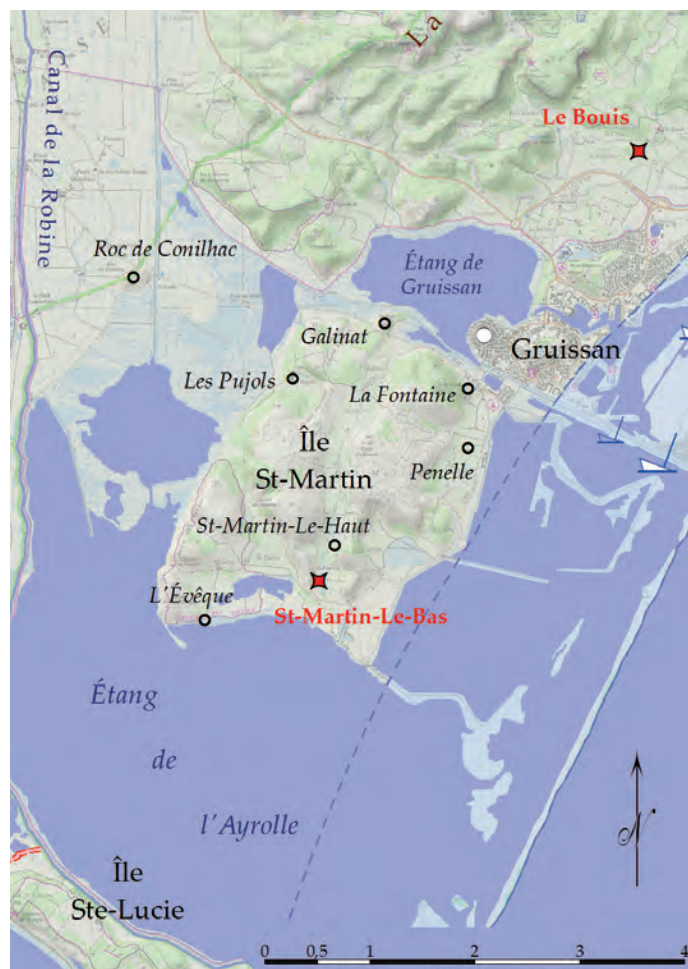 La
Canal de la Robine
Le Bouis
Roc de Conilhac
Étang de
Gruissan
Galinat
Gruissan
Les Pujols
La Fontaine
Île
St-Martin
Penelle
St-Martin-Le-Haut
L'Évêque
St-Martin-Le-Bas
Étang
de
l'Ayrolle
N
Île
Ste-Lucie
0 0,5 1 2 3 4